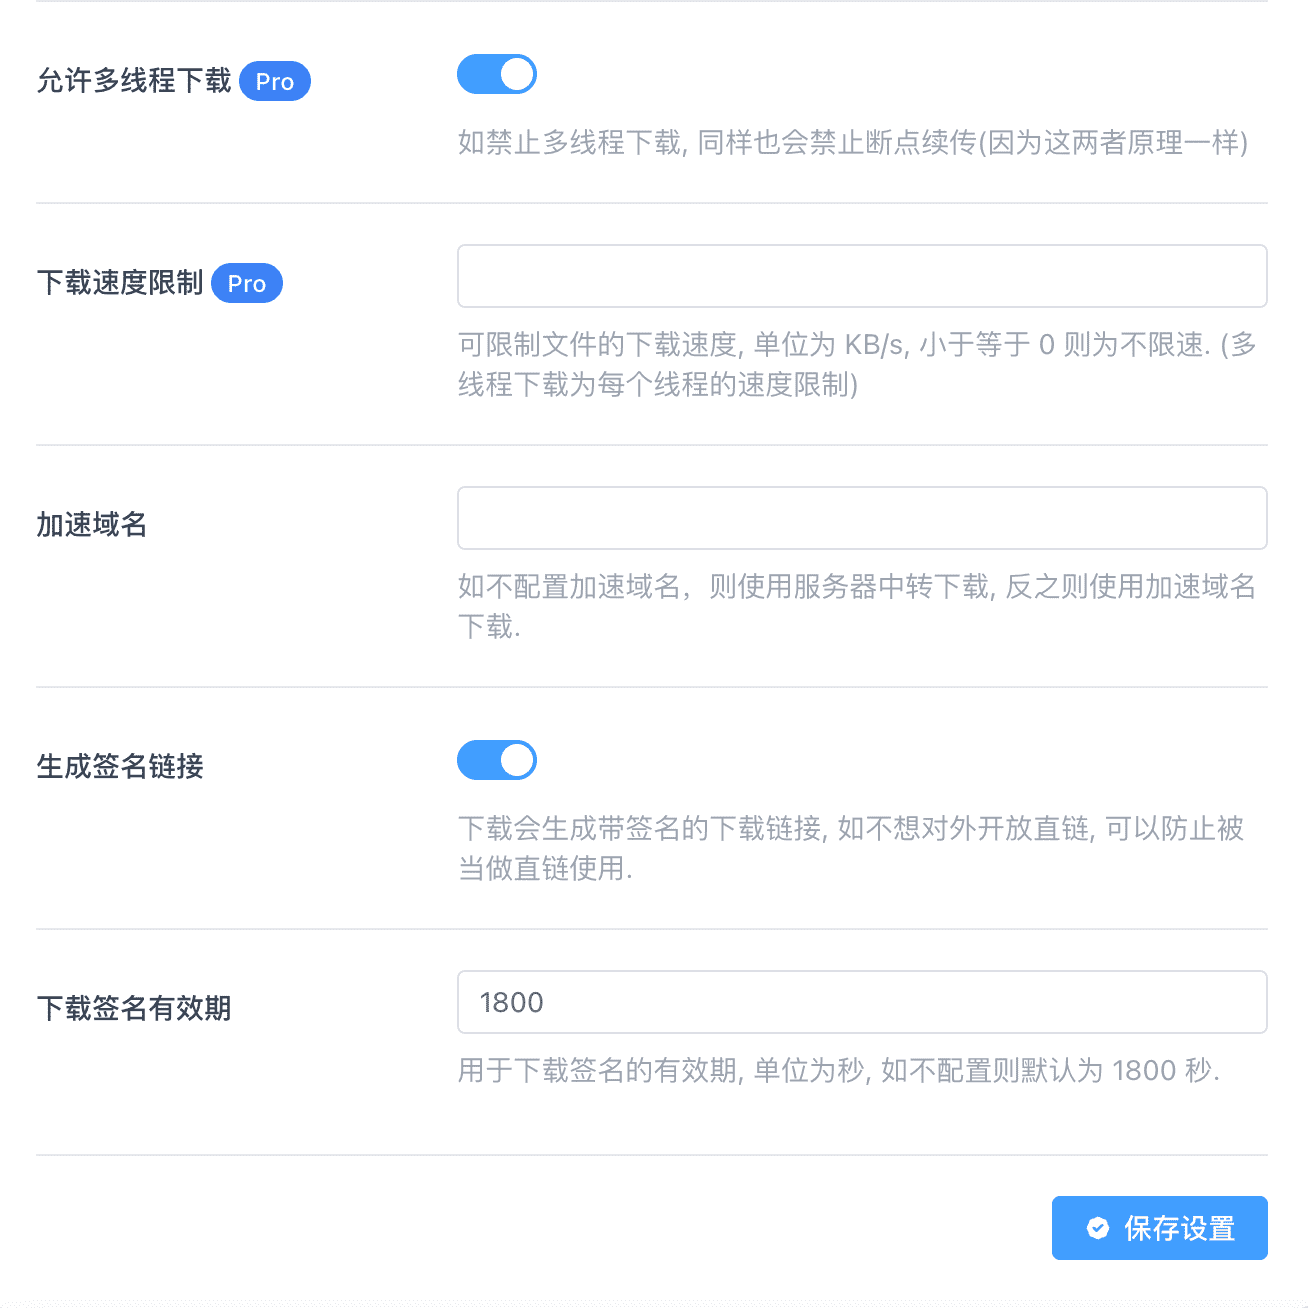 允许多线程下载 Pro
如禁止多线程下载, 同样也会禁止断点续传(因为这两者原理一样)
下载速度限制 Pro
可限制文件的下载速度, 单位为 KB/s, 小于等于 0 则为不限速. (多
线程下载为每个线程的速度限制)
加速域名
如不配置加速域名，则使用服务器中转下载, 反之则使用加速域名
下载.
生成签名链接
下载会生成带签名的下载链接, 如不想对外开放直链, 可以防止被
当做直链使用.
下载签名有效期
1800
用于下载签名的有效期, 单位为秒, 如不配置则默认为 1800 秒.
保存设置